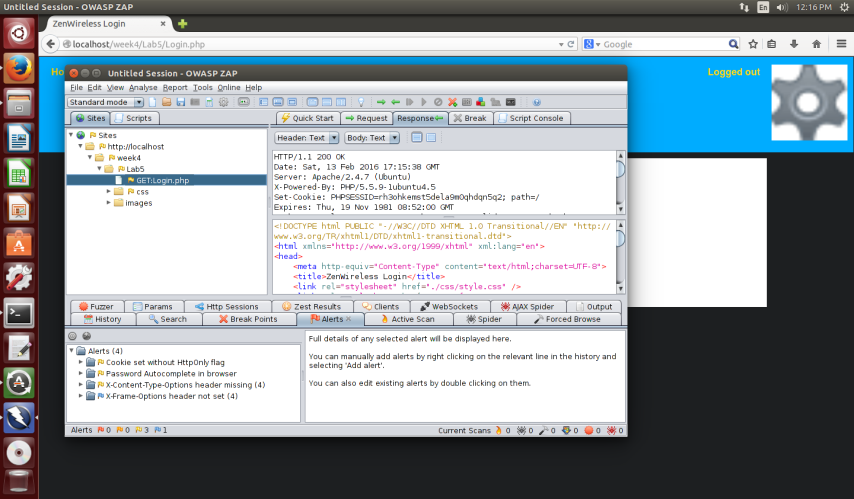 Untitled Session - OWASP ZAP
En
12:16 PM
ZenWireless Login
localhost/week4/Lab5/Login.php
Google
Ho
Logged out
Untitled Session - OWASP ZAP
File Edit View Analyse Report Tools Online Help
Standard mode
Sites Scripts
Quick Start Request Response Break Script Console
Header: Text Body: Text
Sites
http://localhost
week4
Lab5
GET:Login.php
css
images
HTTP/1.1 200 OK
Date: Sat, 13 Feb 2016 17:15:38 GMT
Server: Apache/2.4.7 (Ubuntu)
X-Powered-By: PHP/5.5.9-1ubuntu4.5
Set-Cookie: PHPSESSID=rh3ohkemst5dela9m0qhdqn5q2; path=/
Expires: Thu, 19 Nov 1981 08:52:00 GMT
<!DOCTYPE html PUBLIC "-//W3C//DTD XHTML 1.0 Transitional//EN" "http://
www.w3.org/TR/xhtml1/DTD/xhtml1-transitional.dtd">
<html xmlns="http://www.w3.org/1999/xhtml" xml:lang="en">
<head>
<meta http-equiv="Content-Type" content="text/html;charset=UTF-8">
<title>ZenWireless Login</title>
<link rel="stylesheet" href="./css/style.css" />
Fuzzer Params Http Sessions Zest Results Clients WebSockets AJAX Spider Output
History Search Break Points Alerts Active Scan Spider Forced Browse
Alerts (4)
Cookie set without HttpOnly flag
Password Autocomplete in browser
X-Content-Type-Options header missing (4)
X-Frame-Options header not set (4)
Full details of any selected alert will be displayed here.
You can manually add alerts by right clicking on the relevant line in the history and
selecting 'Add alert'.
You can also edit existing alerts by double clicking on them.
Alerts 0 0 3 1
Current Scans 0 0 0 0 0 0